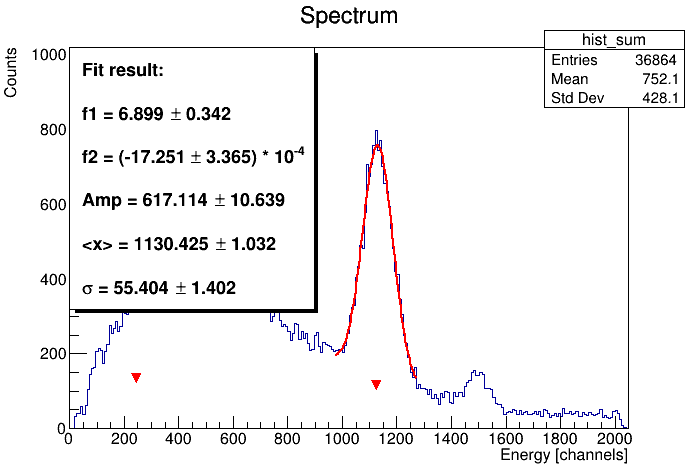 Spectrum
hist_sum
Entries 36864
Mean 752.1
Std Dev 428.1
Counts
1000
800
600
400
200
0
Fit result:
f1 = 6.899 ± 0.342
f2 = (-17.251 ± 3.365) * 10⁻⁴
Amp = 617.114 ± 10.639
<x> = 1130.425 ± 1.032
σ = 55.404 ± 1.402
0 200 400 600 800 1000 1200 1400 1600 1800 2000
Energy [channels]